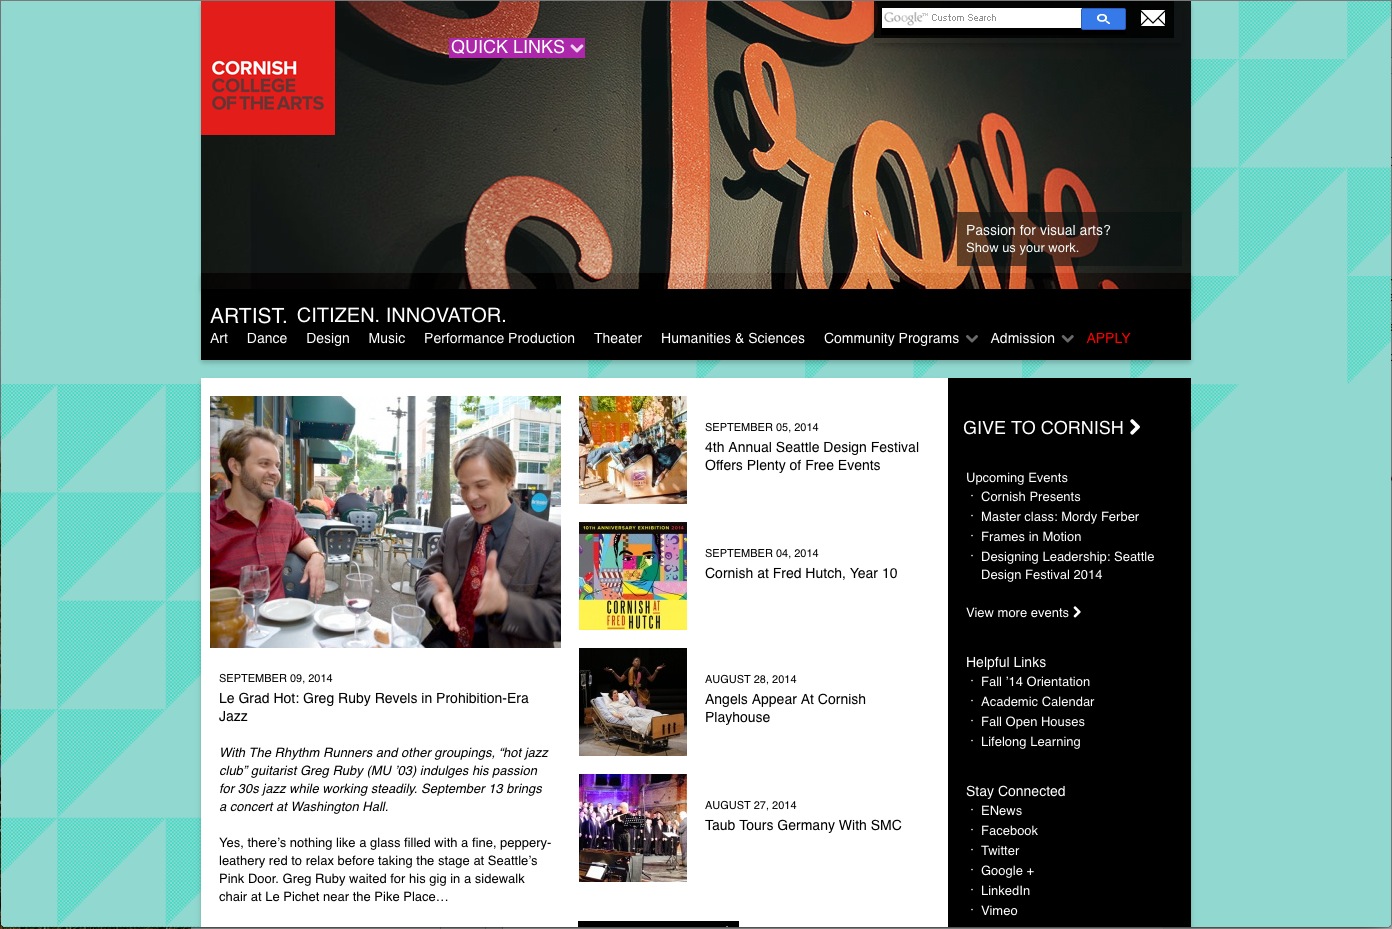 CORNISH
COLLEGE
OF THE ARTS
QUICK LINKS
Google™ Custom Search
Passion for visual arts?
Show us your work.
ARTIST. CITIZEN. INNOVATOR.
Art Dance Design Music Performance Production Theater Humanities & Sciences Community Programs Admission APPLY
SEPTEMBER 09, 2014
Le Grad Hot: Greg Ruby Revels in Prohibition-Era
Jazz
With The Rhythm Runners and other groupings, “hot jazz
club” guitarist Greg Ruby (MU ’03) indulges his passion
for 30s jazz while working steadily. September 13 brings
a concert at Washington Hall.
Yes, there’s nothing like a glass filled with a fine, peppery-
leathery red to relax before taking the stage at Seattle’s
Pink Door. Greg Ruby waited for his gig in a sidewalk
chair at Le Pichet near the Pike Place…
SEPTEMBER 05, 2014
4th Annual Seattle Design Festival
Offers Plenty of Free Events
10TH ANNIVERSARY EXHIBITION 2014
CORNISH AT
FRED HUTCH
SEPTEMBER 04, 2014
Cornish at Fred Hutch, Year 10
AUGUST 28, 2014
Angels Appear At Cornish
Playhouse
AUGUST 27, 2014
Taub Tours Germany With SMC
GIVE TO CORNISH
Upcoming Events
· Cornish Presents
· Master class: Mordy Ferber
· Frames in Motion
· Designing Leadership: Seattle
Design Festival 2014
View more events
Helpful Links
· Fall ’14 Orientation
· Academic Calendar
· Fall Open Houses
· Lifelong Learning
Stay Connected
· ENews
· Facebook
· Twitter
· Google +
· LinkedIn
· Vimeo